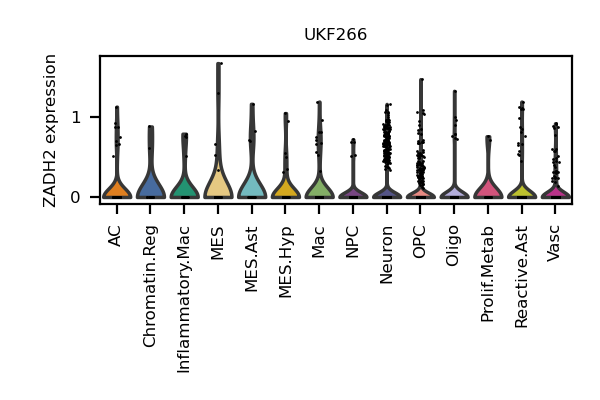 UKF266
ZADH2 expression
1
0
AC
Chromatin.Reg
Inflammatory.Mac
MES
MES.Ast
MES.Hyp
Mac
NPC
Neuron
OPC
Oligo
Prolif.Metab
Reactive.Ast
Vasc